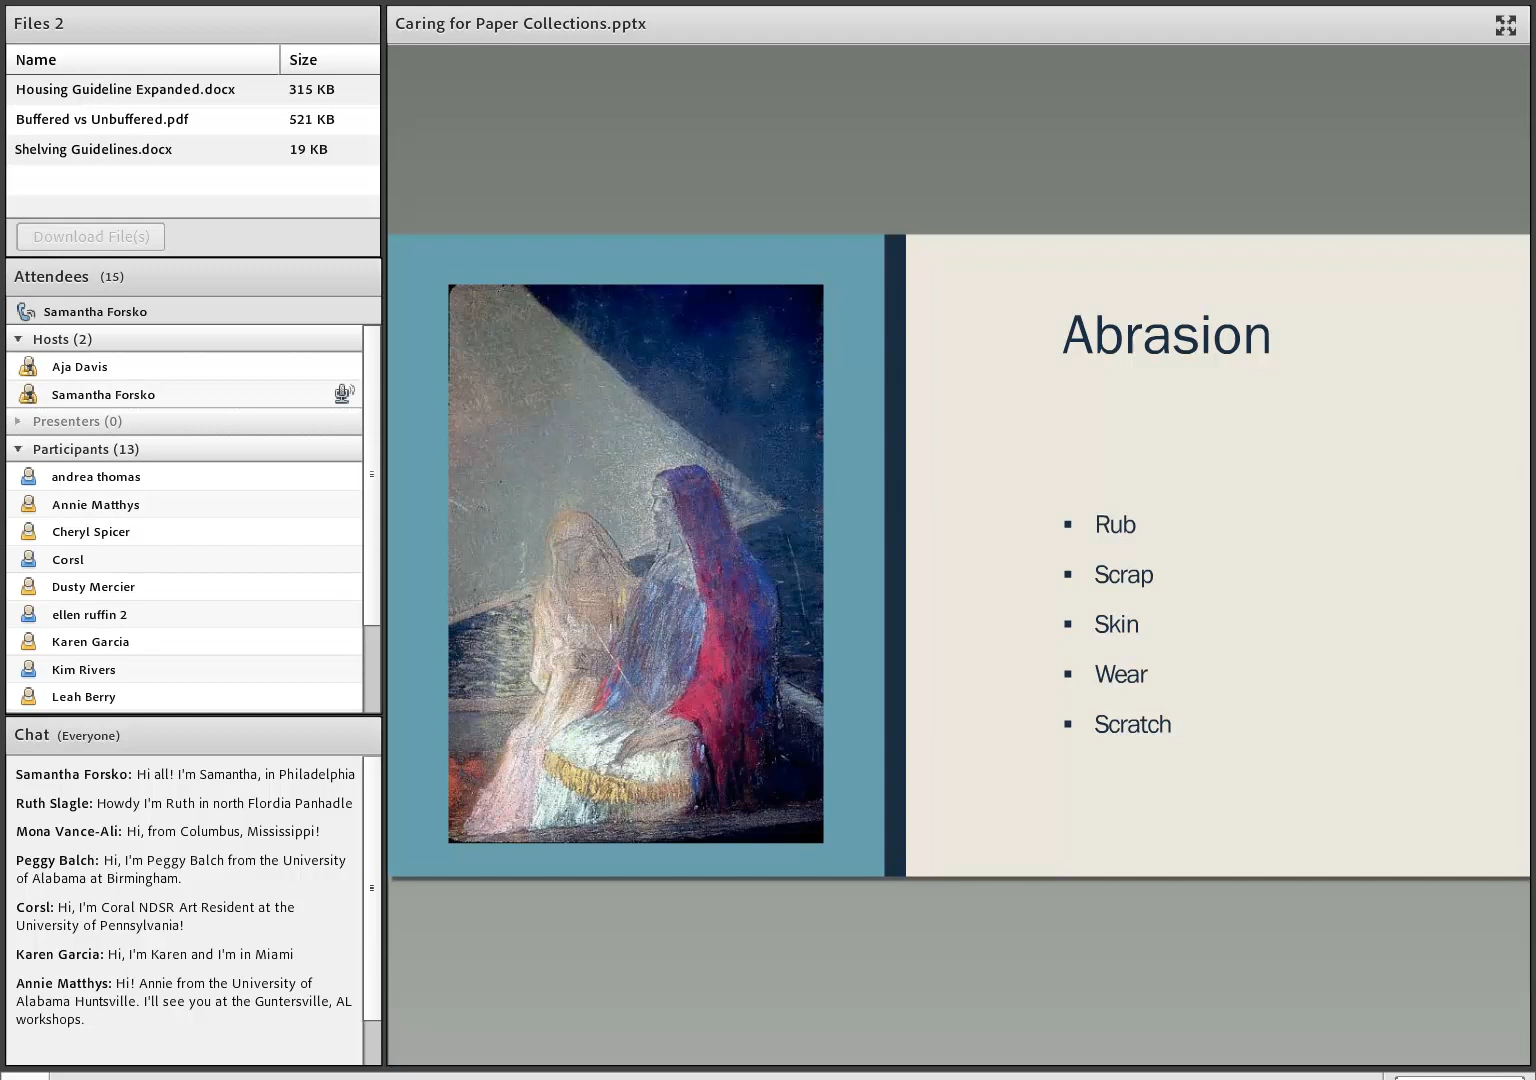 Files 2
Name Size
Housing Guideline Expanded.docx 315 KB
Buffered vs Unbuffered.pdf 521 KB
Shelving Guidelines.docx 19 KB
Download File(s)
Attendees (15)
Samantha Forsko
Hosts (2)
Aja Davis
Samantha Forsko
Presenters (0)
Participants (13)
andrea thomas
Annie Matthys
Cheryl Spicer
Corsl
Dusty Mercier
ellen ruffin 2
Karen Garcia
Kim Rivers
Leah Berry
Chat (Everyone)
Samantha Forsko: Hi all! I'm Samantha, in Philadelphia
Ruth Slagle: Howdy I'm Ruth in north Flordia Panhadle
Mona Vance-Ali: Hi, from Columbus, Mississippi!
Peggy Balch: Hi, I'm Peggy Balch from the University
of Alabama at Birmingham.
Corsl: Hi, I'm Coral NDSR Art Resident at the
University of Pennsylvania!
Karen Garcia: Hi, I'm Karen and I'm in Miami
Annie Matthys: Hi! Annie from the University of
Alabama Huntsville. I'll see you at the Guntersville, AL
workshops.
Caring for Paper Collections.pptx
Abrasion
▪ Rub
▪ Scrap
▪ Skin
▪ Wear
▪ Scratch